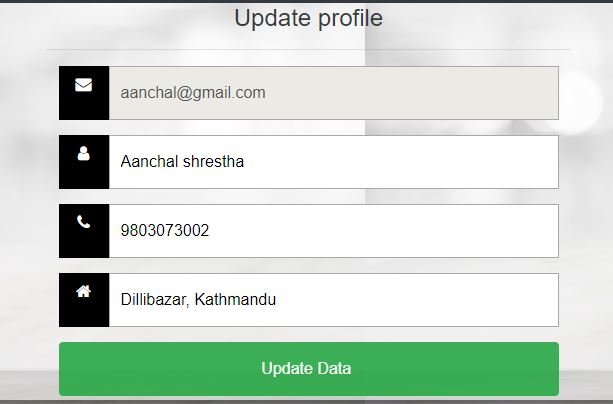 Update profile
aanchal@gmail.com
Aanchal shrestha
9803073002
Dillibazar, Kathmandu
Update Data